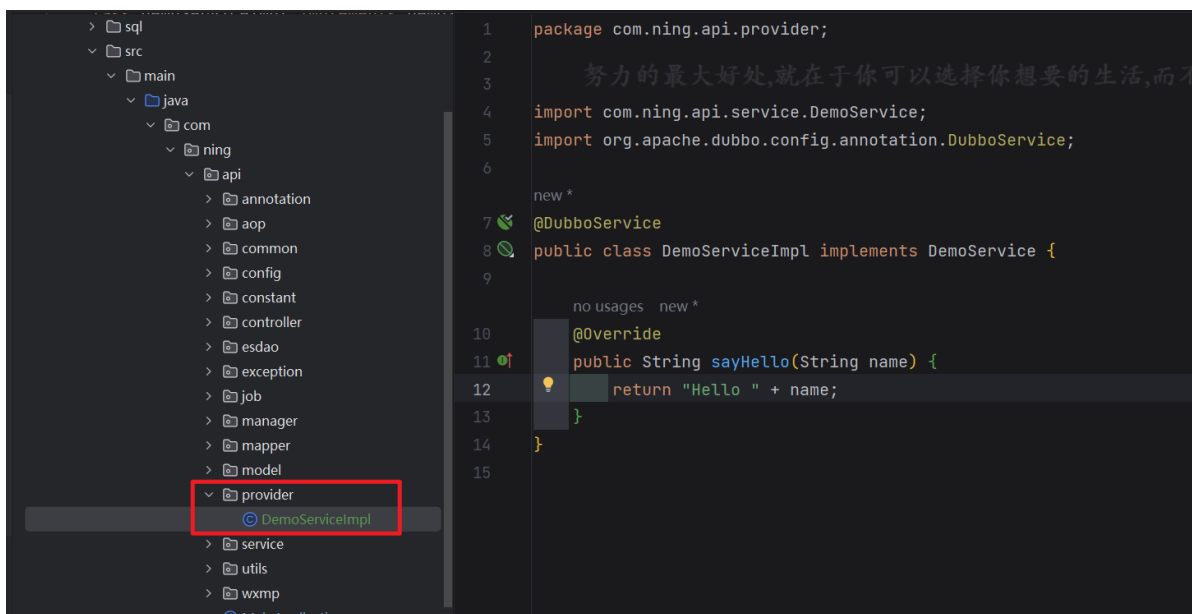 sql
src
main
java
com
ning
api
annotation
aop
common
config
constant
controller
esdao
exception
job
manager
mapper
model
provider
DemoServiceImpl
service
utils
wxmp
1 package com.ning.api.provider;
2
努力的最大好处,就在于你可以选择你想要的生活,而不
3
4 import com.ning.api.service.DemoService;
5 import org.apache.dubbo.config.annotation.DubboService;
6
new *
7 @DubboService
8 public class DemoServiceImpl implements DemoService {
9
no usages new *
10 @Override
11 public String sayHello(String name) {
12 return "Hello " + name;
13 }
14 }
15